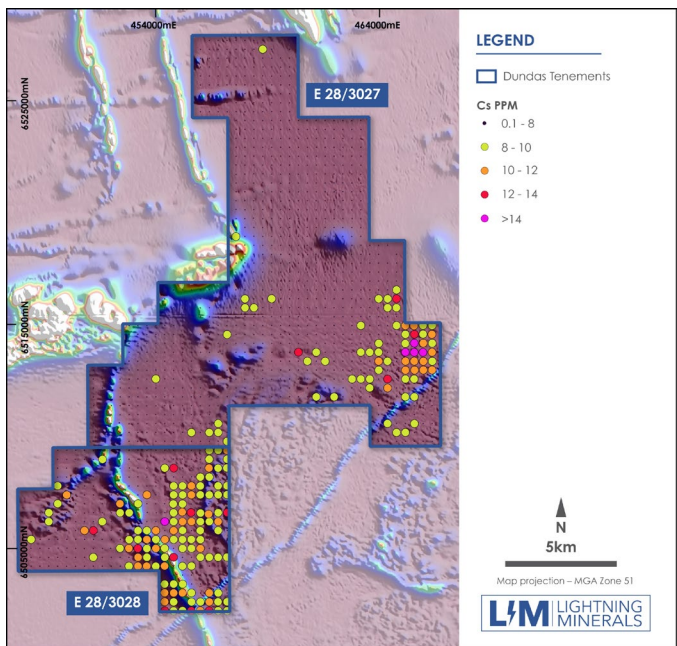 454000mE
464000mE
6525000mN
6515000mN
6505000mN
E 28/3027
E 28/3028
LEGEND
Dundas Tenements
Cs PPM
0.1 - 8
8 - 10
10 - 12
12 - 14
>14
N
5km
Map projection – MGA Zone 51
LM LIGHTNING
MINERALS